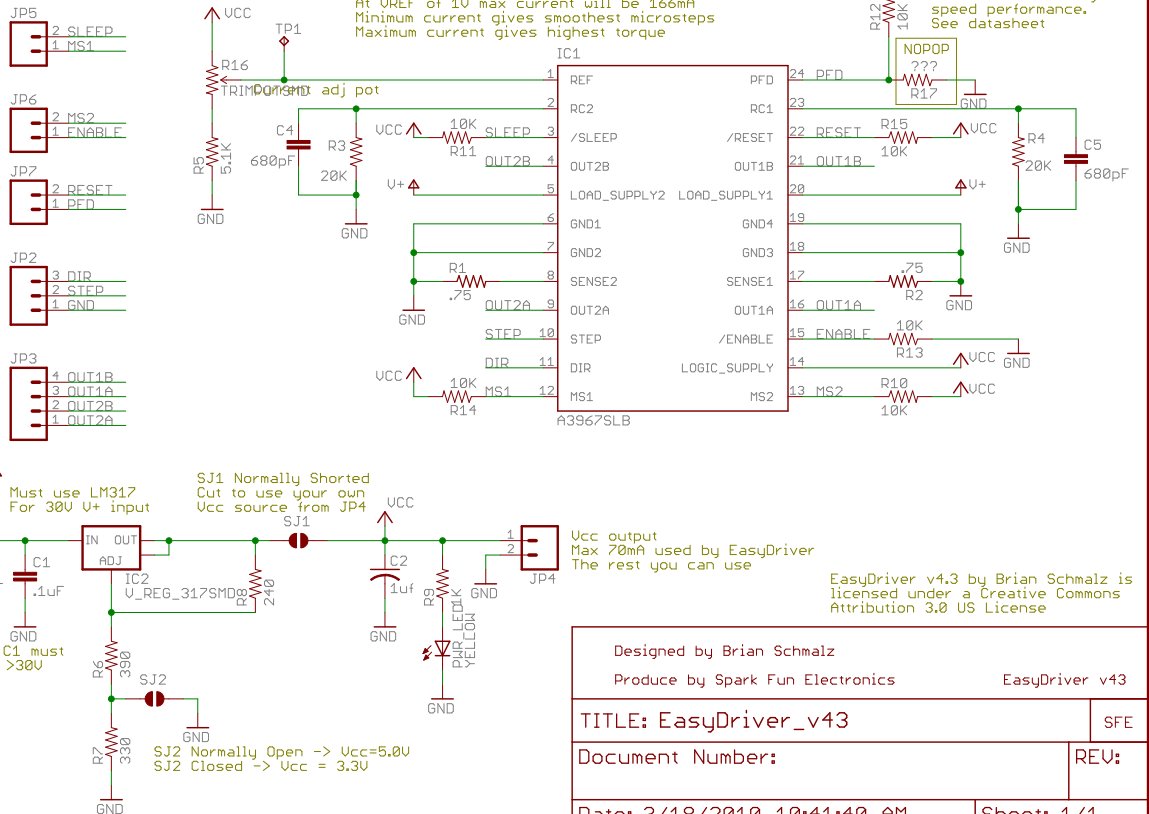 At VREF of 1V max current will be 166mA
Minimum current gives smoothest microsteps
Maximum current gives highest torque
speed performance.
See datasheet
JP5
2 SLEEP
1 MS1
JP6
2 MS2
1 ENABLE
JP7
2 RESET
1 PFD
JP2
3 DIR
2 STEP
1 GND
JP3
4 OUT1B
3 OUT1A
2 OUT2B
1 OUT2A
VCC
R16
TRIMPOTSMD
Current adj pot
TP1
R5
5.1K
GND
C4
680pF
R3
20K
GND
VCC
10K
R11
SLEEP
OUT2B
V+
R1
.75
GND
OUT2A
STEP
DIR
VCC
10K
R14
MS1
IC1
1 REF
2 RC2
3 /SLEEP
4 OUT2B
5 LOAD_SUPPLY2
6 GND1
7 GND2
8 SENSE2
9 OUT2A
10 STEP
11 DIR
12 MS1
PFD 24
RC1 23
/RESET 22
OUT1B 21
LOAD_SUPPLY1 20
GND4 19
GND3 18
SENSE1 17
OUT1A 16
/ENABLE 15
LOGIC_SUPPLY 14
MS2 13
A3967SLB
R12
10K
NOPOP
???
R17
PFD
GND
RESET
R15
10K
VCC
OUT1B
V+
R4
20K
C5
680pF
GND
.75
R2
GND
OUT1A
ENABLE
10K
R13
GND
VCC
MS2
R10
10K
VCC
Must use LM317
For 30V V+ input
SJ1 Normally Shorted
Cut to use your own
Vcc source from JP4
SJ1
VCC
IN OUT
ADJ
IC2
V_REG_317SMD
C1
.1uF
GND
C1 must
>30V
R8
240
C2
1uf
GND
R9
1K
PWR_LED
YELLOW
GND
1
2
JP4
GND
Vcc output
Max 70mA used by EasyDriver
The rest you can use
R6
390
SJ2
GND
R7
330
GND
SJ2 Normally Open -> Vcc=5.0V
SJ2 Closed -> Vcc = 3.3V
EasyDriver v4.3 by Brian Schmalz is
licensed under a Creative Commons
Attribution 3.0 US License
Designed by Brian Schmalz
Produce by Spark Fun Electronics
EasyDriver v43
TITLE: EasyDriver_v43
SFE
Document Number:
REV:
Date: 3/18/2010 10:41:40 AM
Sheet: 1/1